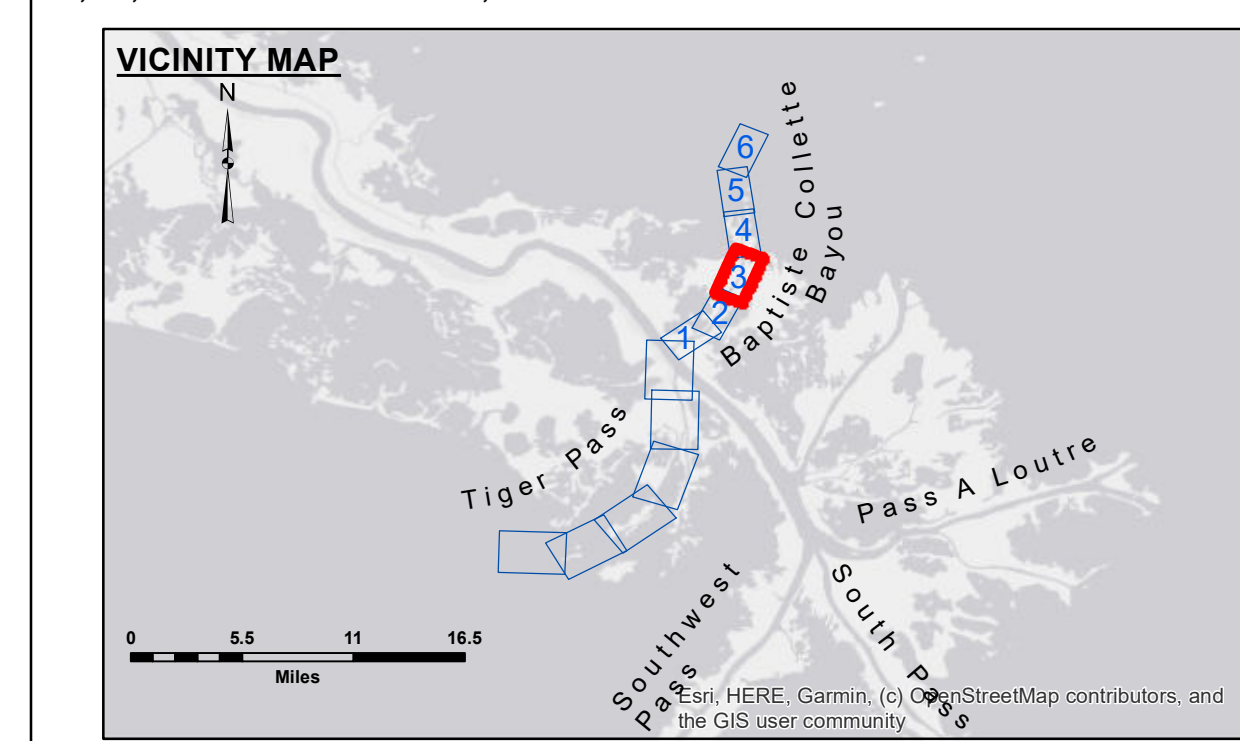 VICINITY MAP
N
6
5
4
3
2
1
Baptiste Collette
Bayou
Tiger Pass
Pass A Loutre
Southwest
Pass
South Pass
0 5.5 11 16.5
Miles
Esri, HERE, Garmin, (c) OpenStreetMap contributors, and
the GIS user community